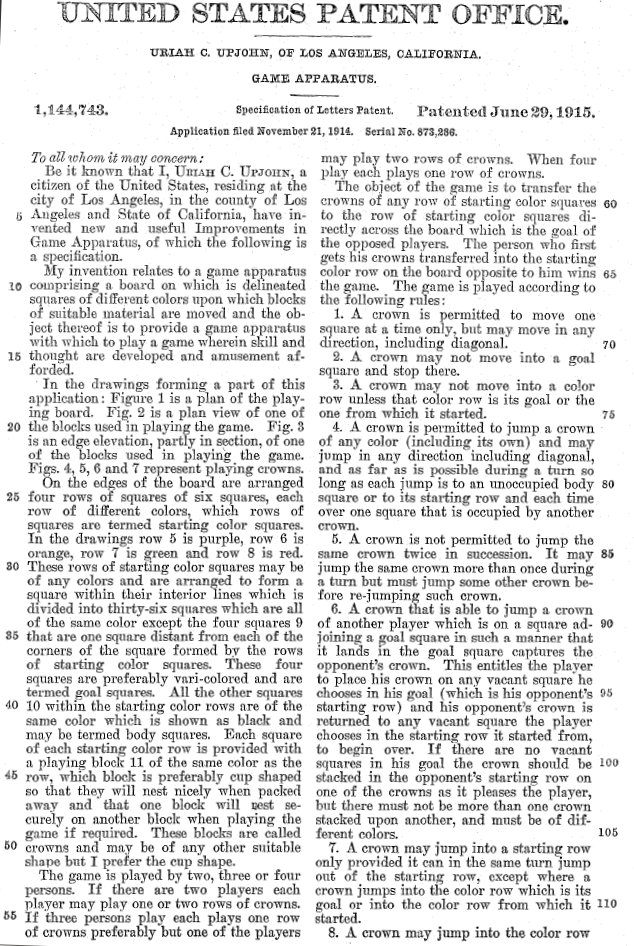 UNITED STATES PATENT OFFICE.
URIAH C. UPJOHN, OF LOS ANGELES, CALIFORNIA.
GAME APPARATUS.
1,144,743.
Specification of Letters Patent.
Patented June 29, 1915.
Application filed November 21, 1914. Serial No. 873,286.
To all whom it may concern:
Be it known that I, URIAH C. UPJOHN, a
citizen of the United States, residing at the
city of Los Angeles, in the county of Los
5 Angeles and State of California, have in-
vented new and useful Improvements in
Game Apparatus, of which the following is
a specification.
My invention relates to a game apparatus
10 comprising a board on which is delineated
squares of different colors upon which blocks
of suitable material are moved and the ob-
ject thereof is to provide a game apparatus
with which to play a game wherein skill and
15 thought are developed and amusement af-
forded.
In the drawings forming a part of this
application: Figure 1 is a plan of the play-
ing board. Fig. 2 is a plan view of one of
20 the blocks used in playing the game. Fig. 3
is an edge elevation, partly in section, of one
of the blocks used in playing the game.
Figs. 4, 5, 6 and 7 represent playing crowns.
On the edges of the board are arranged
25 four rows of squares of six squares, each
row of different colors, which rows of
squares are termed starting color squares.
In the drawings row 5 is purple, row 6 is
orange, row 7 is green and row 8 is red.
30 These rows of starting color squares may be
of any colors and are arranged to form a
square within their interior lines which is
divided into thirty-six squares which are all
of the same color except the four squares 9
35 that are one square distant from each of the
corners of the square formed by the rows
of starting color squares. These four
squares are preferably vari-colored and are
termed goal squares. All the other squares
40 10 within the starting color rows are of the
same color which is shown as black and
may be termed body squares. Each square
of each starting color row is provided with
a playing block 11 of the same color as the
45 row, which block is preferably cup shaped
so that they will nest nicely when packed
away and that one block will nest se-
curely on another block when playing the
game if required. These blocks are called
50 crowns and may be of any other suitable
shape but I prefer the cup shape.
The game is played by two, three or four
persons. If there are two players each
player may play one or two rows of crowns.
55 If three persons play each plays one row
of crowns preferably but one of the players
may play two rows of crowns. When four
play each plays one row of crowns.
The object of the game is to transfer the
crowns of any row of starting color squares 60
to the row of starting color squares di-
rectly across the board which is the goal of
the opposed players. The person who first
gets his crowns transferred into the starting
color row on the board opposite to him wins 65
the game. The game is played according to
the following rules:
1. A crown is permitted to move one
square at a time only, but may move in any
direction, including diagonal. 70
2. A crown may not move into a goal
square and stop there.
3. A crown may not move into a color
row unless that color row is its goal or the
one from which it started. 75
4. A crown is permitted to jump a crown
of any color (including its own) and may
jump in any direction including diagonal,
and as far as is possible during a turn so
long as each jump is to an unoccupied body 80
square or to its starting row and each time
over one square that is occupied by another
crown.
5. A crown is not permitted to jump the
same crown twice in succession. It may 85
jump the same crown more than once during
a turn but must jump some other crown be-
fore re-jumping such crown.
6. A crown that is able to jump a crown
of another player which is on a square ad- 90
joining a goal square in such a manner that
it lands in the goal square captures the
opponent's crown. This entitles the player
to place his crown on any vacant square he
chooses in his goal (which is his opponent's 95
starting row) and his opponent's crown is
returned to any vacant square the player
chooses in the starting row it started from,
to begin over. If there are no vacant
squares in his goal the crown should be 100
stacked in the opponent's starting row on
one of the crowns as it pleases the player,
but there must not be more than one crown
stacked upon another, and must be of dif-
ferent colors. 105
7. A crown may jump into a starting row
only provided it can in the same turn jump
out of the starting row, except where a
crown jumps into the color row which is its
goal or into the color row from which it 110
started.
8. A crown may jump into the color row